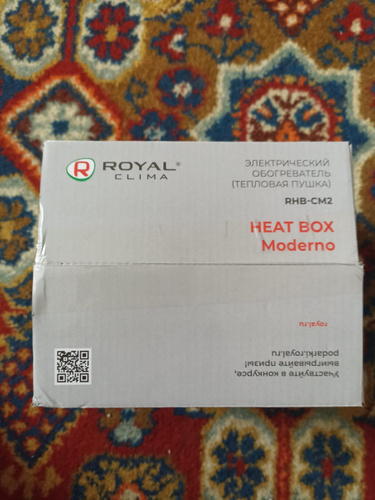 ROYAL®
CLIMA
ЭЛЕКТРИЧЕСКИЙ
ОБОГРЕВАТЕЛЬ
(ТЕПЛОВАЯ ПУШКА)
RHB-CM2
HEAT BOX
Moderno
royal.ru
Участвуйте в конкурсе,
выигрывайте призы!
podarki.royal.ru